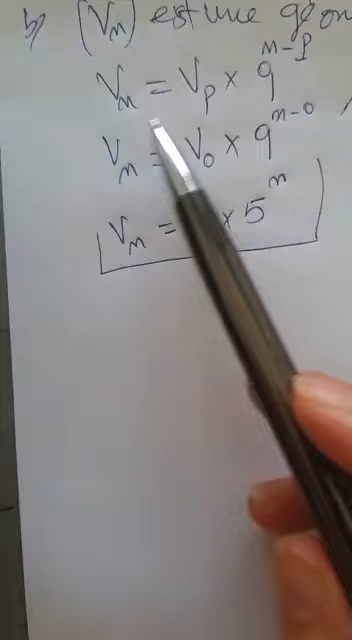 b) (Vn) est une géom
Vn = Vp × q^n-p
Vn = V0 × q^n-0
Vn = × 5^n